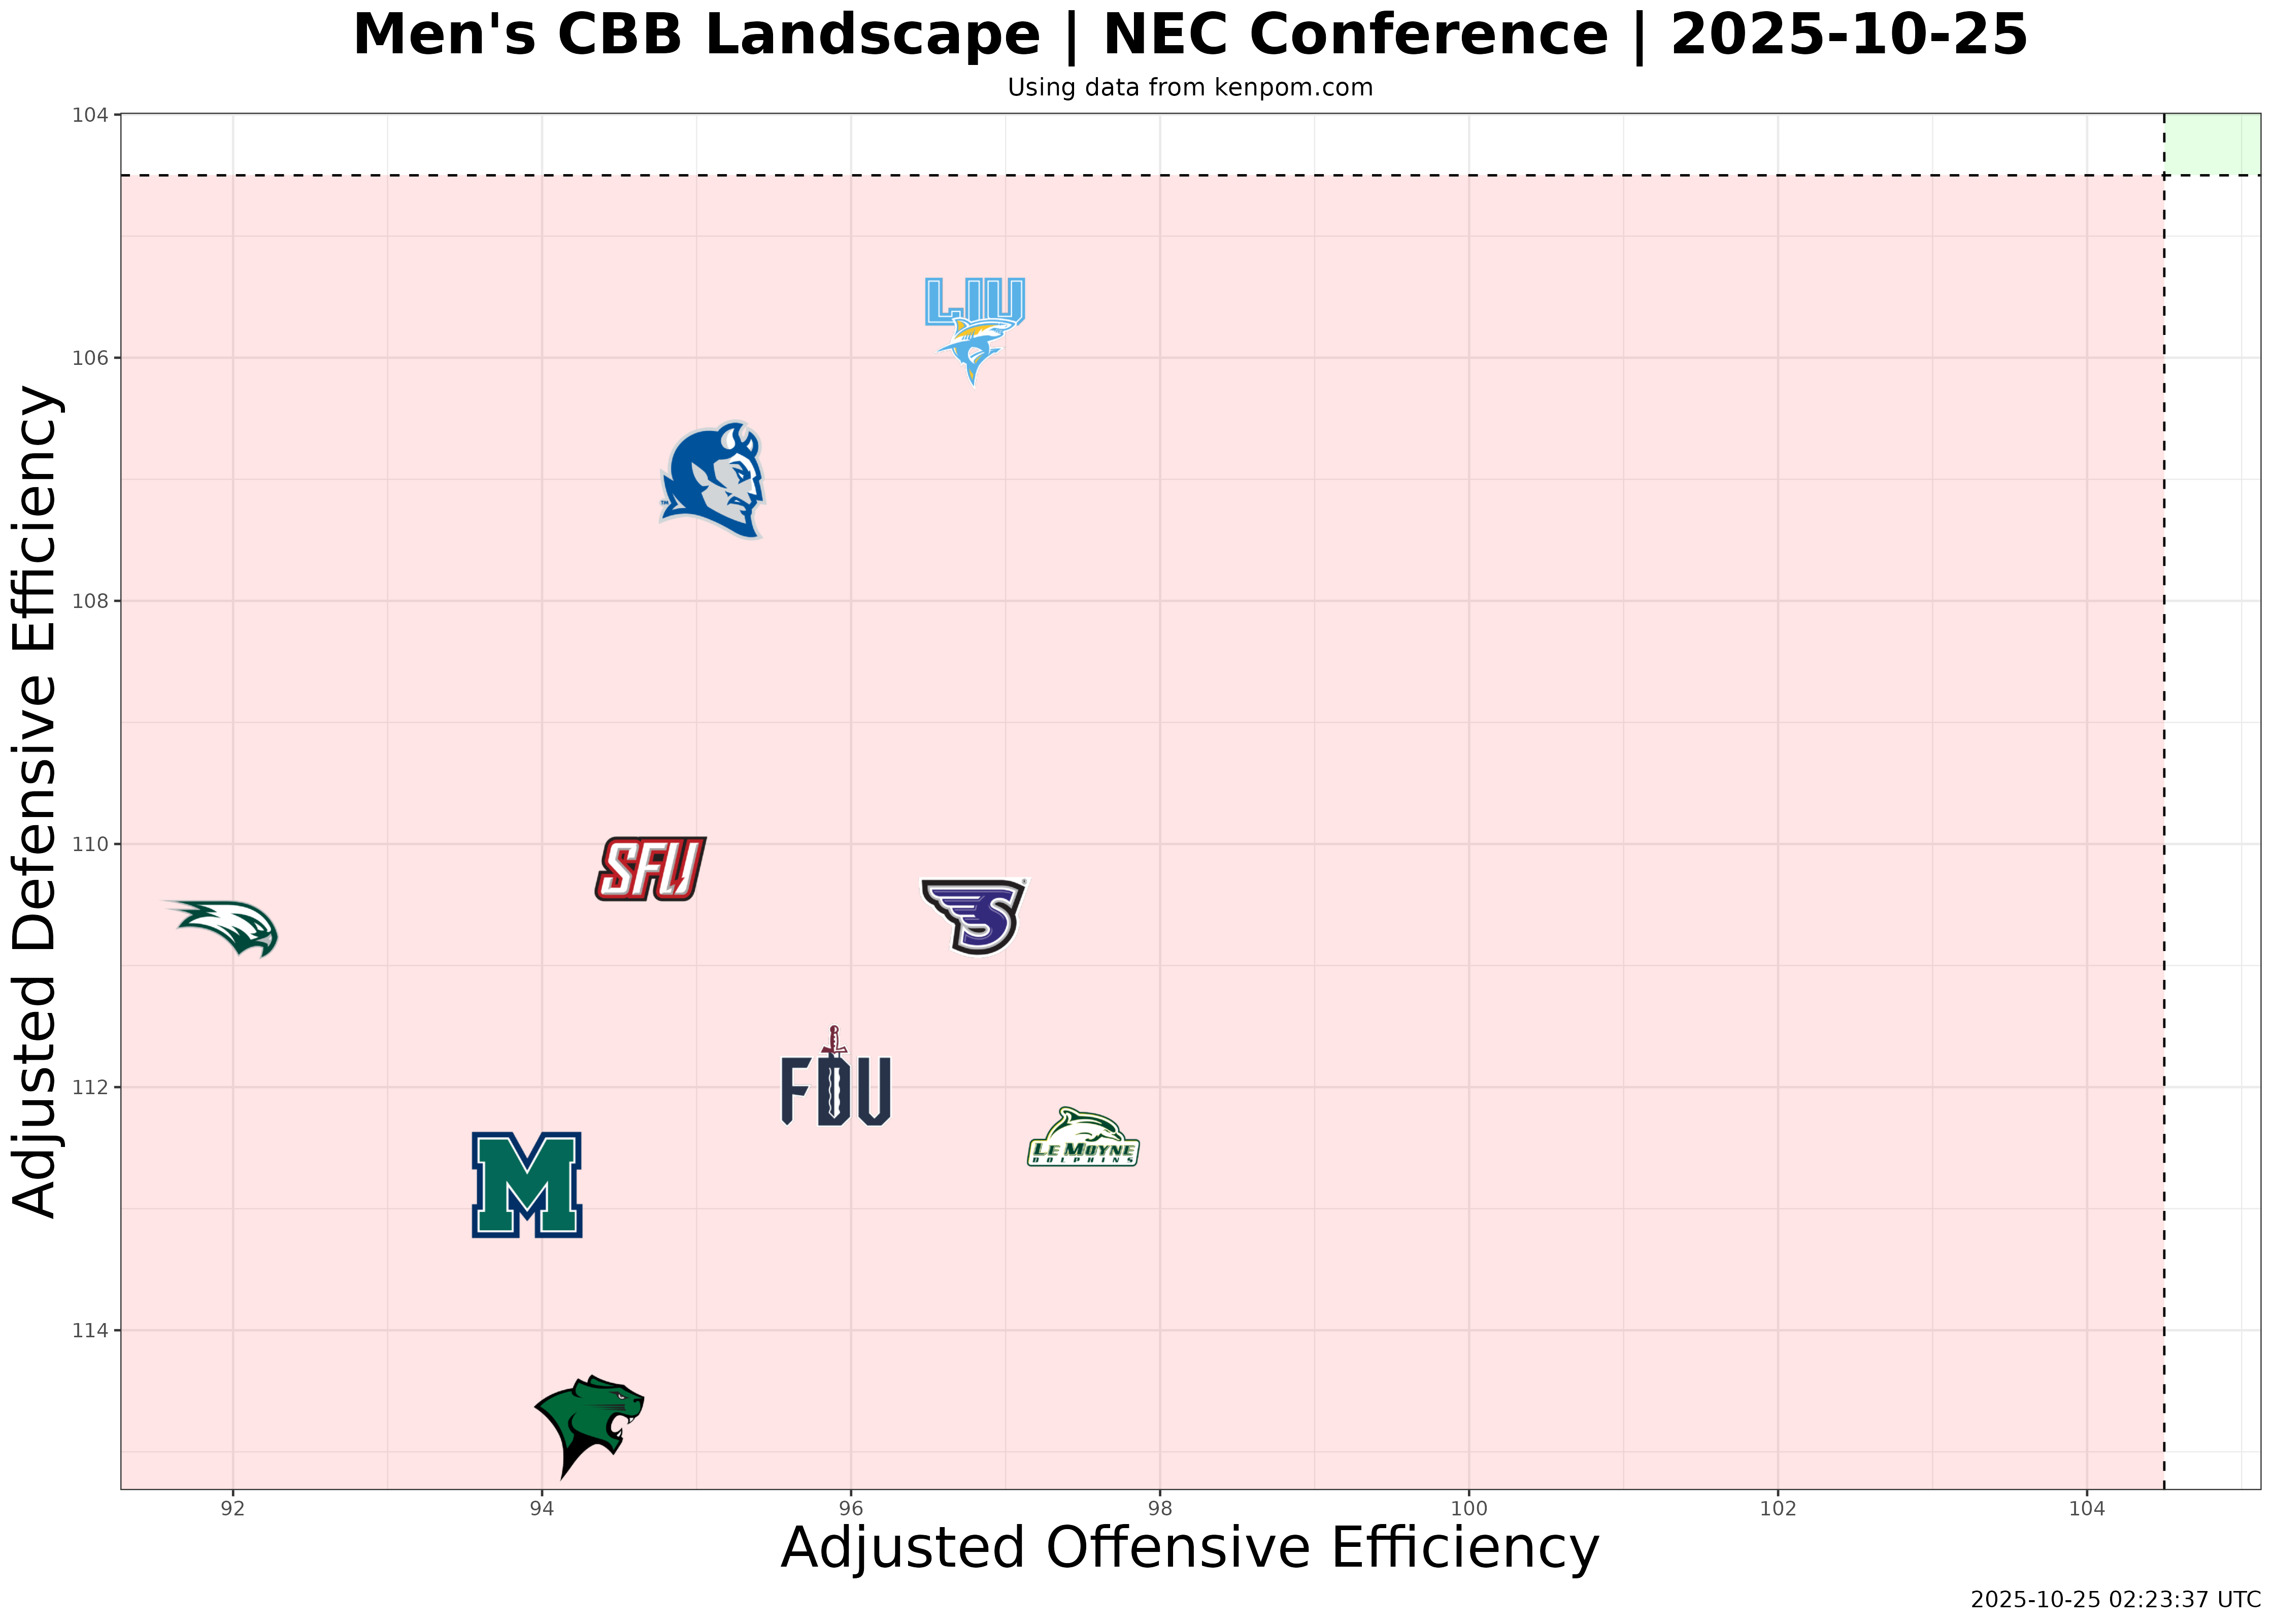 Men's CBB Landscape | NEC Conference | 2025-10-25
Using data from kenpom.com
Adjusted Defensive Efficiency
104
106
108
110
112
114
LIU
TM
SFU
S
®
FDU
LE MOYNE
DOLPHINS
M
92
94
96
98
100
102
104
Adjusted Offensive Efficiency
2025-10-25 02:23:37 UTC